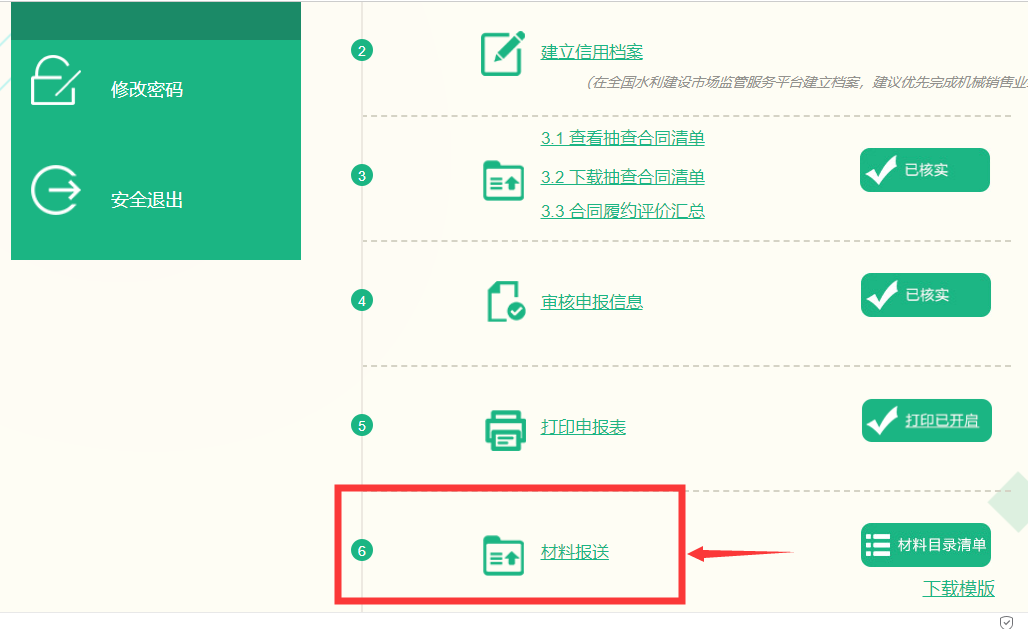 修改密码
安全退出
2
建立信用档案
(在全国水利建设市场监管服务平台建立档案，建议优先完成机械销售业
3
3.1 查看抽查合同清单
3.2 下载抽查合同清单
3.3 合同履约评价汇总
已核实
4
审核申报信息
已核实
5
打印申报表
打印已开启
6
材料报送
材料目录清单
下载模版